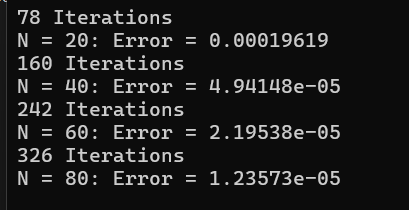 78 Iterations
N = 20: Error = 0.00019619
160 Iterations
N = 40: Error = 4.94148e-05
242 Iterations
N = 60: Error = 2.19538e-05
326 Iterations
N = 80: Error = 1.23573e-05